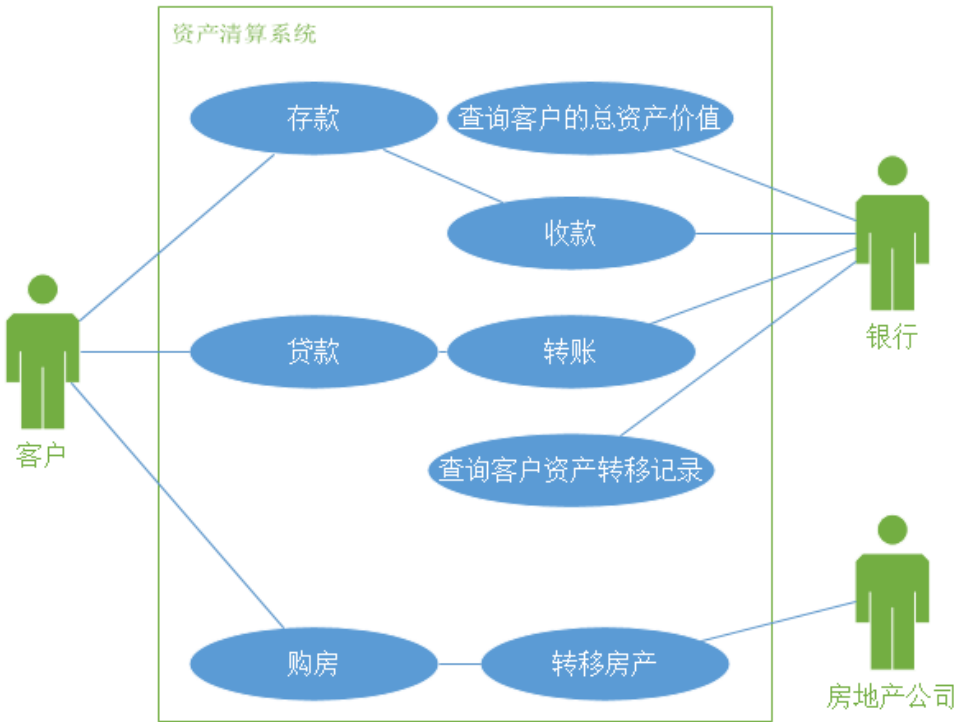 资产清算系统
存款
查询客户的总资产价值
收款
银行
贷款
转账
客户
查询客户资产转移记录
购房
转移房产
房地产公司